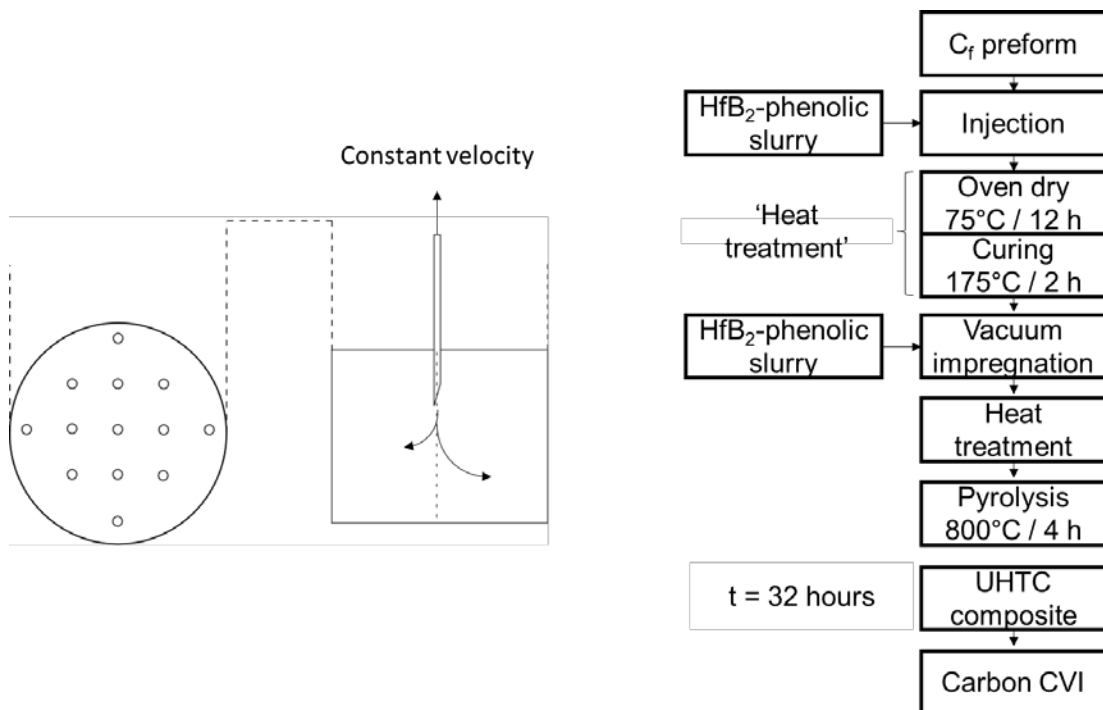 Constant velocity
C_f preform
HfB₂-phenolic
slurry
Injection
'Heat
treatment'
Oven dry
75°C / 12 h
Curing
175°C / 2 h
HfB₂-phenolic
slurry
Vacuum
impregnation
Heat
treatment
Pyrolysis
800°C / 4 h
t = 32 hours
UHTC
composite
Carbon CVI